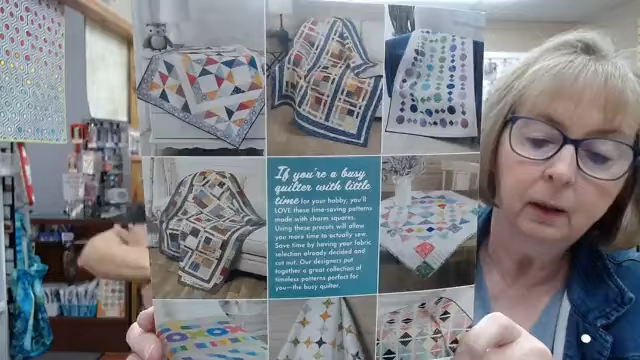 If you're a busy
quilter with little
time for your hobby, you'll
LOVE these time-saving patterns
made with charm squares.
Using these precuts will allow
you more time to actually sew.
Save time by having your fabric
selection already decided and
cut out. Our designers put
together a great collection of
timeless patterns perfect for
you—the busy quilter.